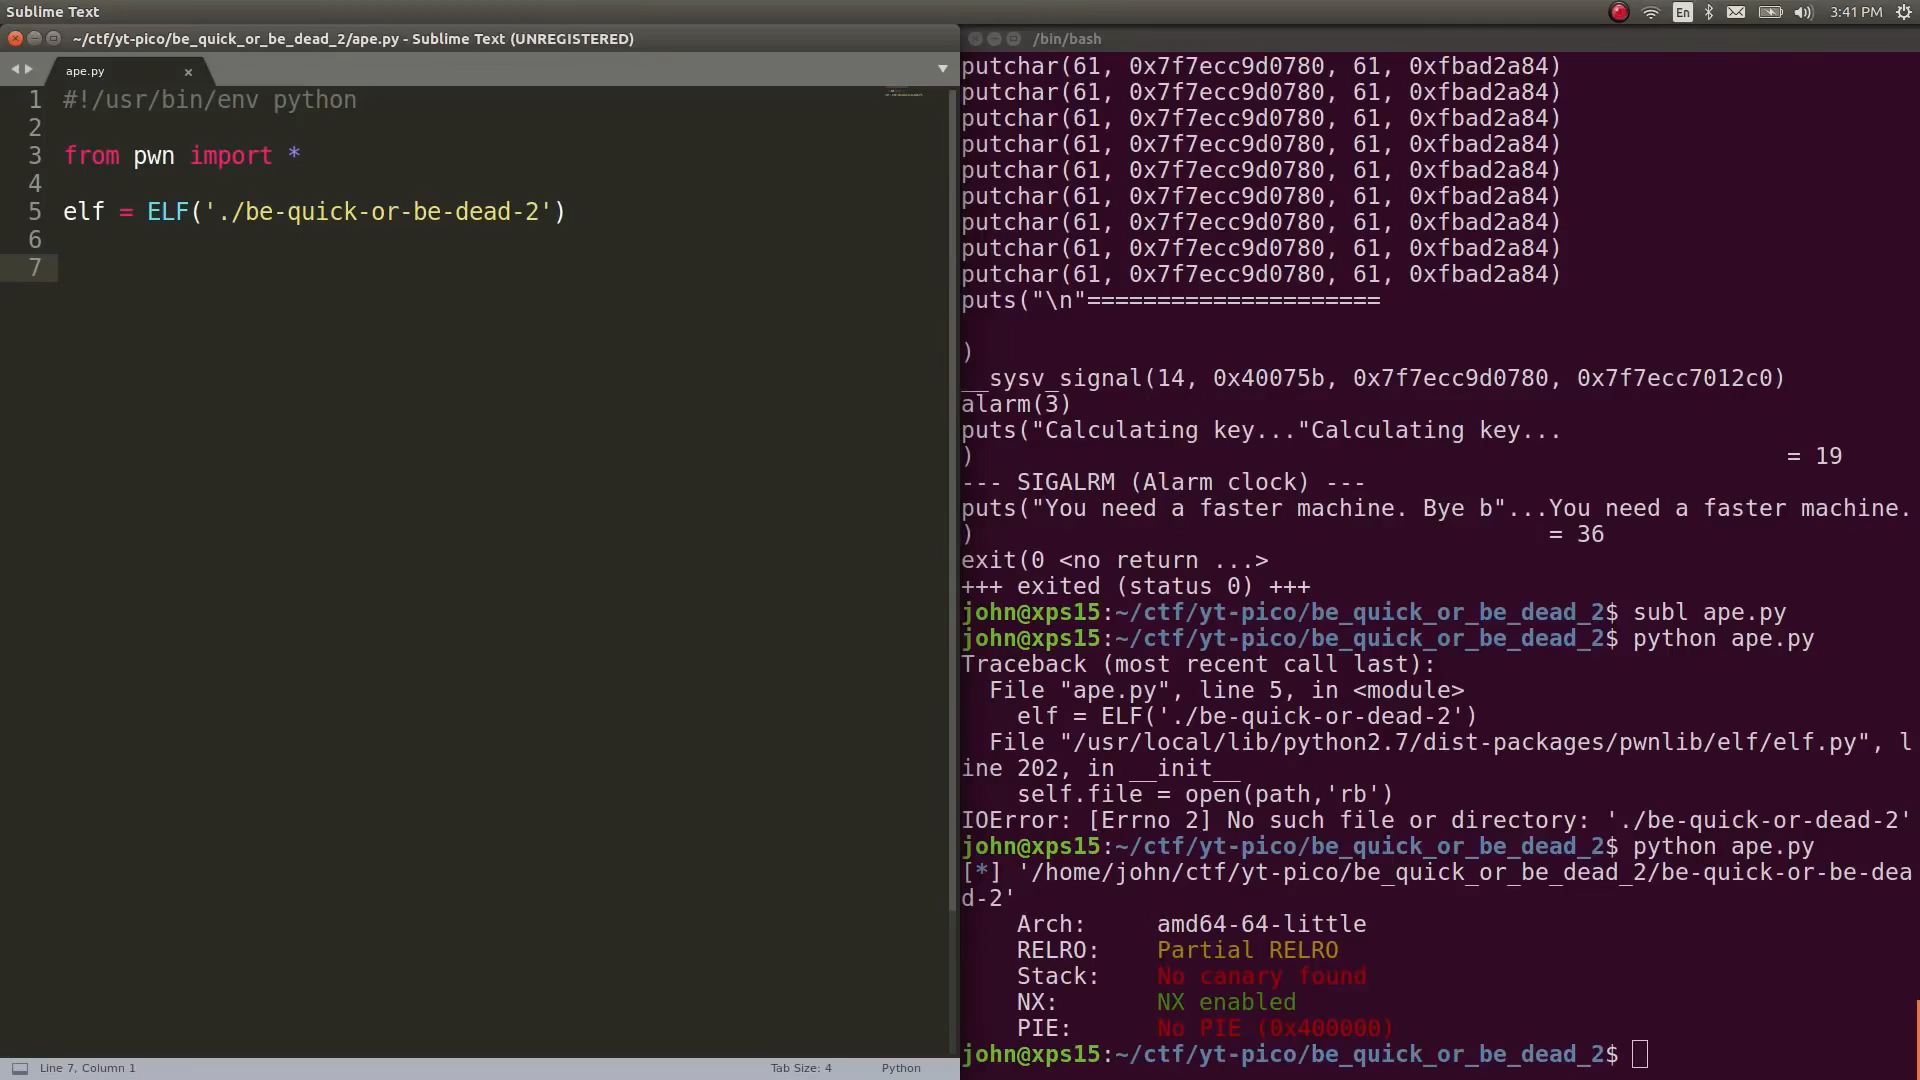 Sublime Text
En
3:41 PM
~/ctf/yt-pico/be_quick_or_be_dead_2/ape.py - Sublime Text (UNREGISTERED)
ape.py
1 #!/usr/bin/env python
2
3 from pwn import *
4
5 elf = ELF('./be-quick-or-be-dead-2')
6
7
Line 7, Column 1
Tab Size: 4
Python
/bin/bash
putchar(61, 0x7f7ecc9d0780, 61, 0xfbad2a84)
putchar(61, 0x7f7ecc9d0780, 61, 0xfbad2a84)
putchar(61, 0x7f7ecc9d0780, 61, 0xfbad2a84)
putchar(61, 0x7f7ecc9d0780, 61, 0xfbad2a84)
putchar(61, 0x7f7ecc9d0780, 61, 0xfbad2a84)
putchar(61, 0x7f7ecc9d0780, 61, 0xfbad2a84)
putchar(61, 0x7f7ecc9d0780, 61, 0xfbad2a84)
putchar(61, 0x7f7ecc9d0780, 61, 0xfbad2a84)
putchar(61, 0x7f7ecc9d0780, 61, 0xfbad2a84)
puts("\n"=====================
)
__sysv_signal(14, 0x40075b, 0x7f7ecc9d0780, 0x7f7ecc7012c0)
alarm(3)
puts("Calculating key..."Calculating key...
) = 19
--- SIGALRM (Alarm clock) ---
puts("You need a faster machine. Bye b"...You need a faster machine.
) = 36
exit(0 <no return ...>
+++ exited (status 0) +++
john@xps15:~/ctf/yt-pico/be_quick_or_be_dead_2$ subl ape.py
john@xps15:~/ctf/yt-pico/be_quick_or_be_dead_2$ python ape.py
Traceback (most recent call last):
File "ape.py", line 5, in <module>
elf = ELF('./be-quick-or-dead-2')
File "/usr/local/lib/python2.7/dist-packages/pwnlib/elf/elf.py", l
ine 202, in __init__
self.file = open(path,'rb')
IOError: [Errno 2] No such file or directory: './be-quick-or-dead-2'
john@xps15:~/ctf/yt-pico/be_quick_or_be_dead_2$ python ape.py
[*] '/home/john/ctf/yt-pico/be_quick_or_be_dead_2/be-quick-or-be-dea
d-2'
Arch: amd64-64-little
RELRO: Partial RELRO
Stack: No canary found
NX: NX enabled
PIE: No PIE (0x400000)
john@xps15:~/ctf/yt-pico/be_quick_or_be_dead_2$